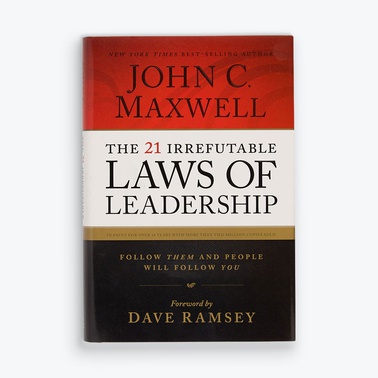 NEW YORK TIMES BEST-SELLING AUTHOR
JOHN C.
MAXWELL
THE 21 IRREFUTABLE
LAWS OF
LEADERSHIP
FOLLOW THEM AND PEOPLE
WILL FOLLOW YOU
Foreword by
DAVE RAMSEY